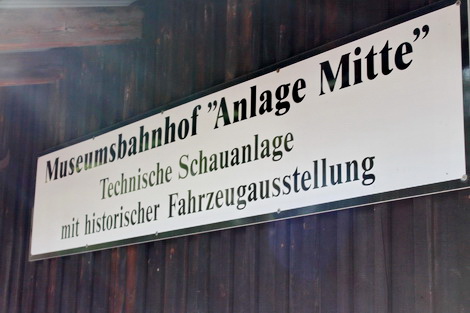 Museumsbahnhof ”Anlage Mitte”
Technische Schauanlage
mit historischer Fahrzeugausstellung